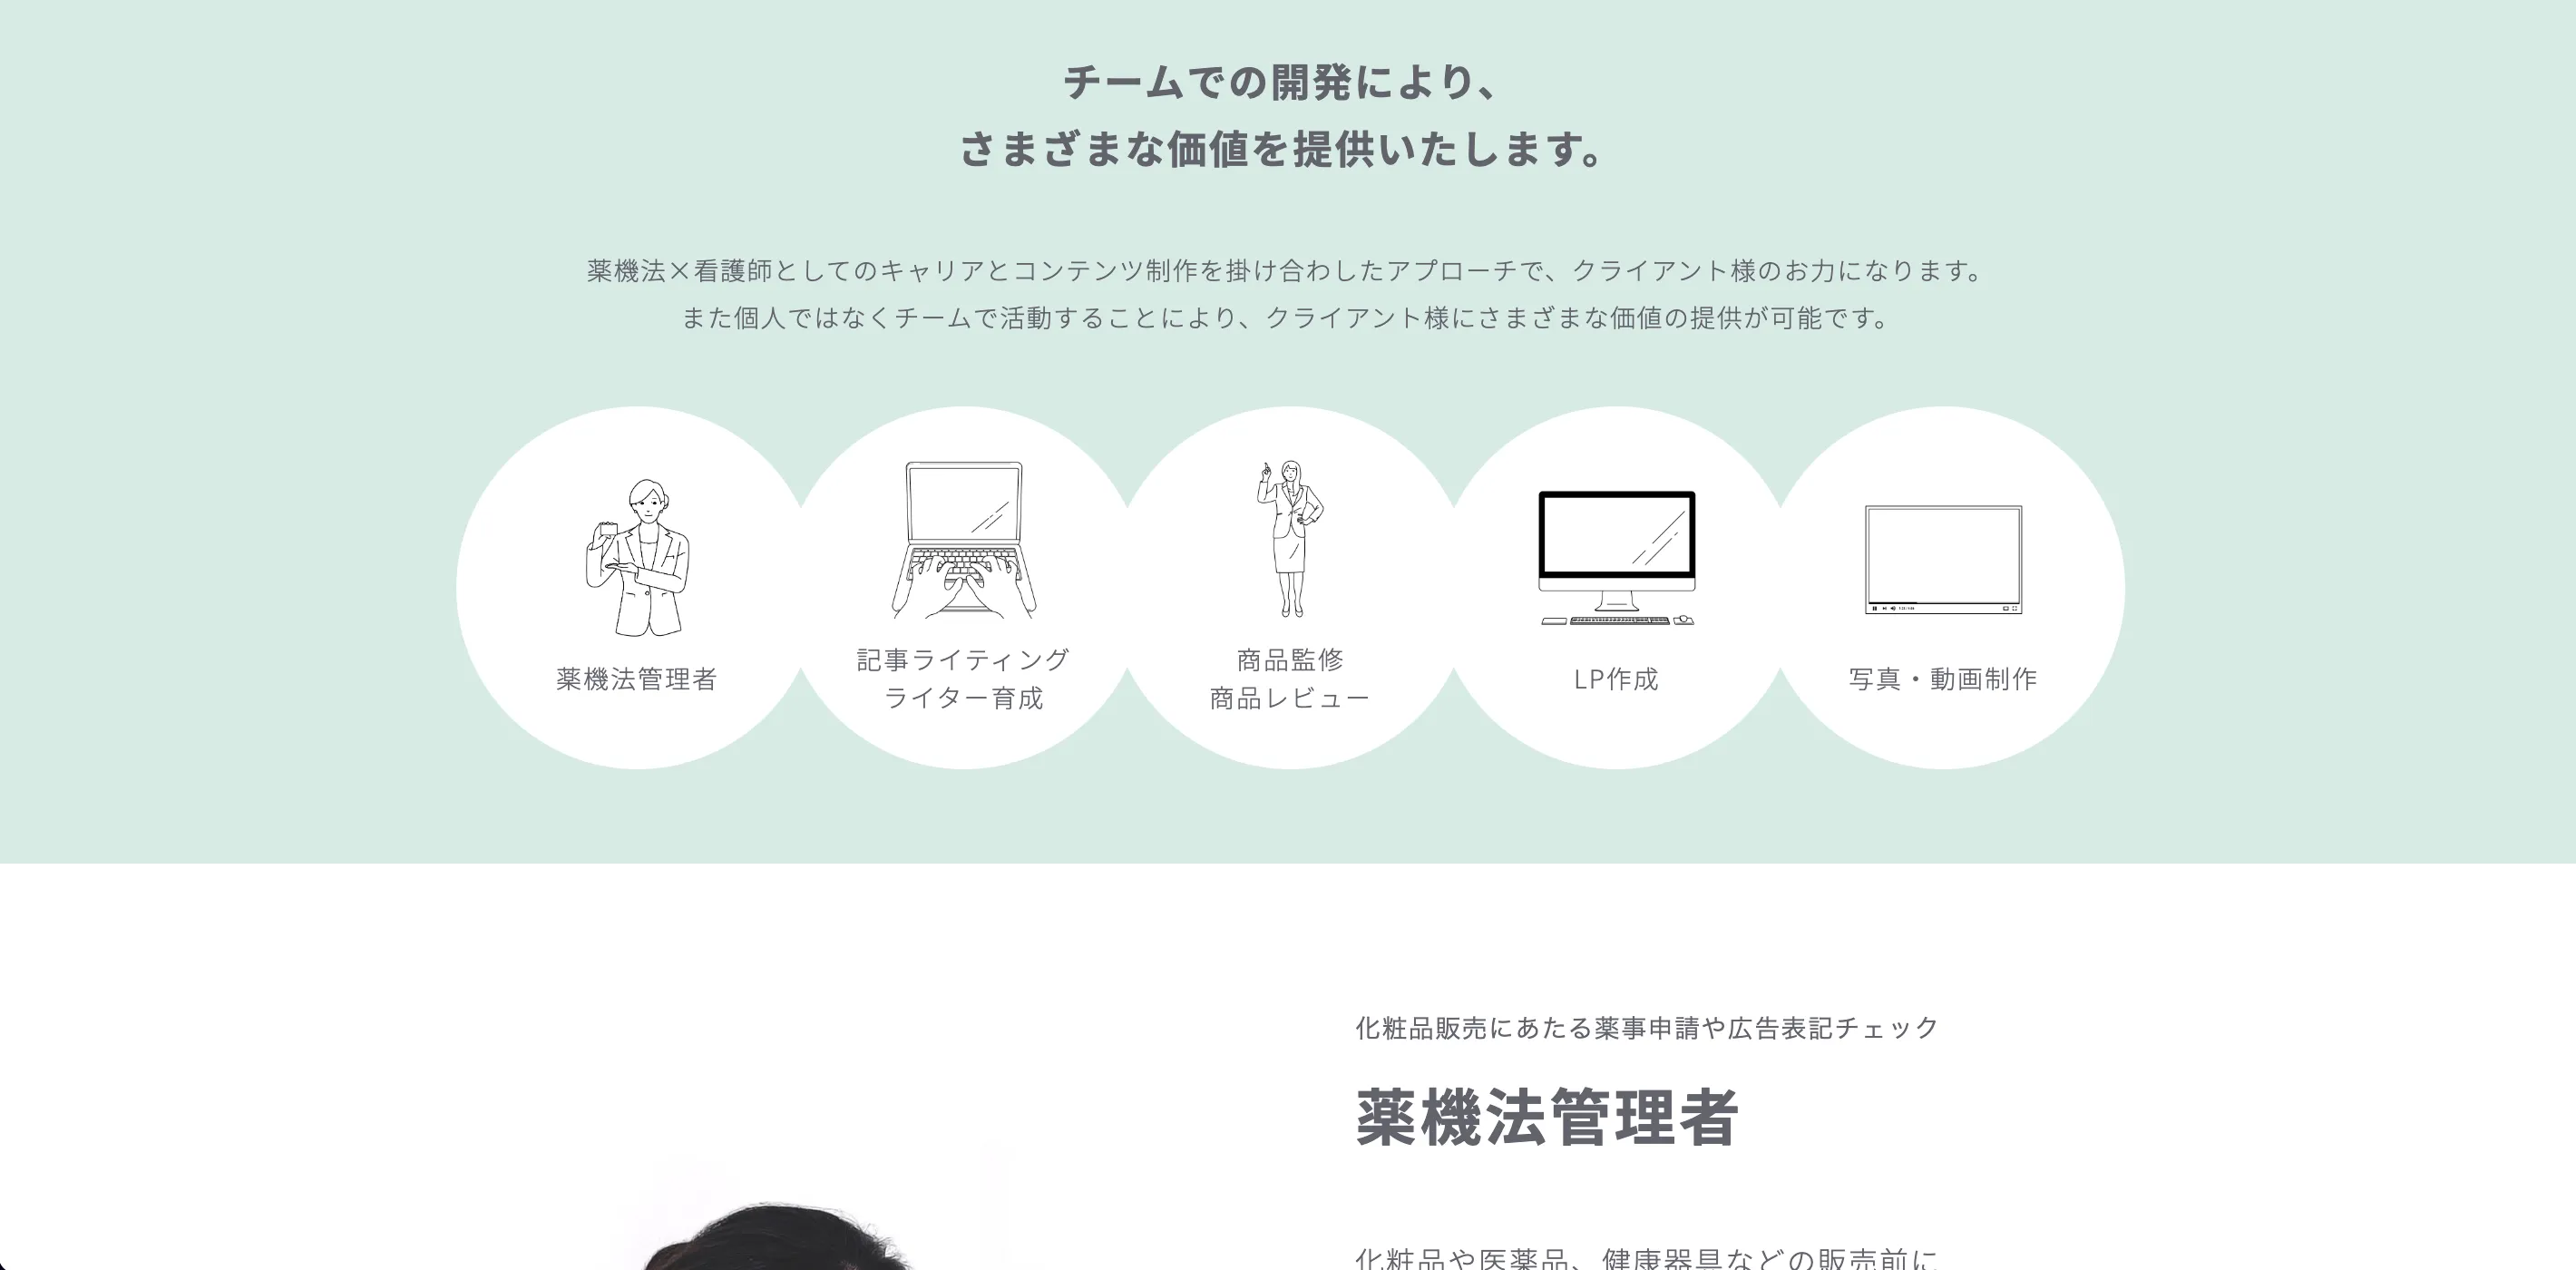 チームでの開発により、
さまざまな価値を提供いたします。
薬機法×看護師としてのキャリアとコンテンツ制作を掛け合わしたアプローチで、クライアント様のお力になります。
また個人ではなくチームで活動することにより、クライアント様にさまざまな価値の提供が可能です。
薬機法管理者
記事ライティング
ライター育成
商品監修
商品レビュー
LP作成
写真・動画制作
化粧品販売にあたる薬事申請や広告表記チェック
薬機法管理者
化粧品や医薬品、健康器具などの販売前に